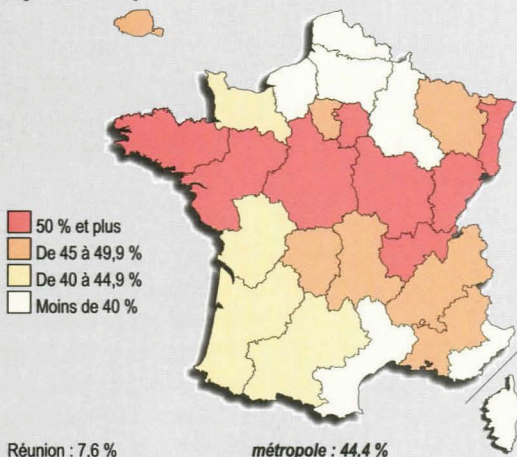 50 % et plus
De 45 à 49,9 %
De 40 à 44,9 %
Moins de 40 %
Réunion : 7,6 %
métropole : 44,4 %